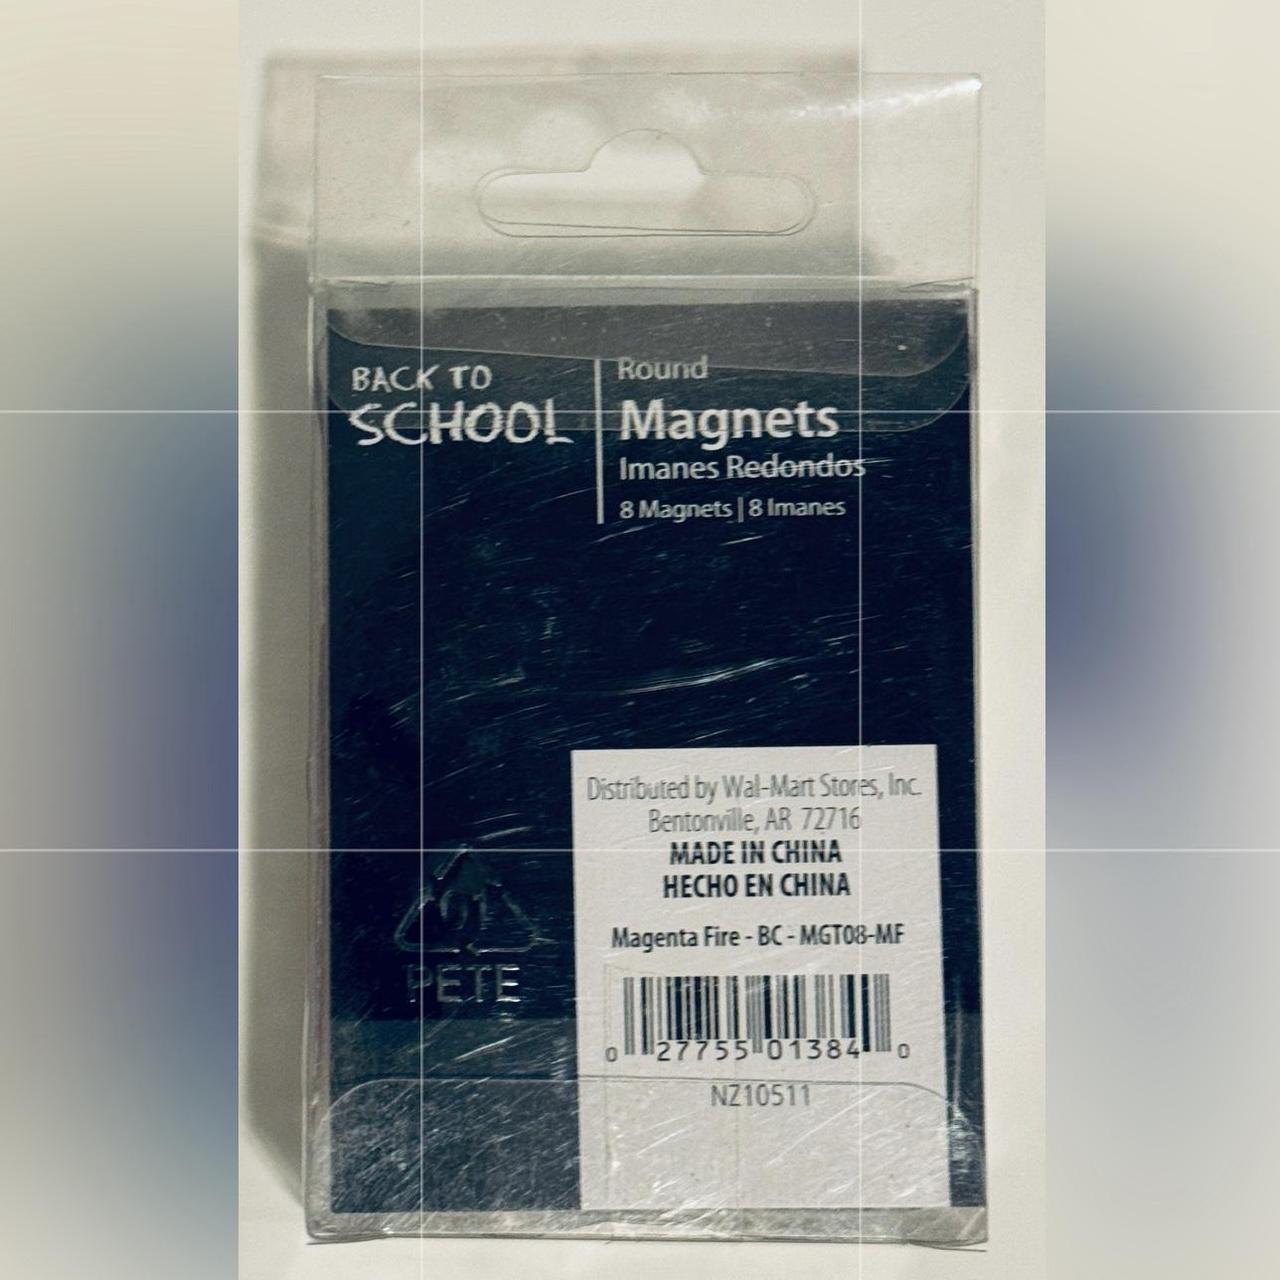 BACK TO
SCHOOL
Round
Magnets
Imanes Redondos
8 Magnets | 8 Imanes
Distributed by Wal-Mart Stores, Inc.
Bentonville, AR 72716
MADE IN CHINA
HECHO EN CHINA
Magenta Fire - BC - MGT08-MF
0 27755 01384 0
NZ10511
01
PETE